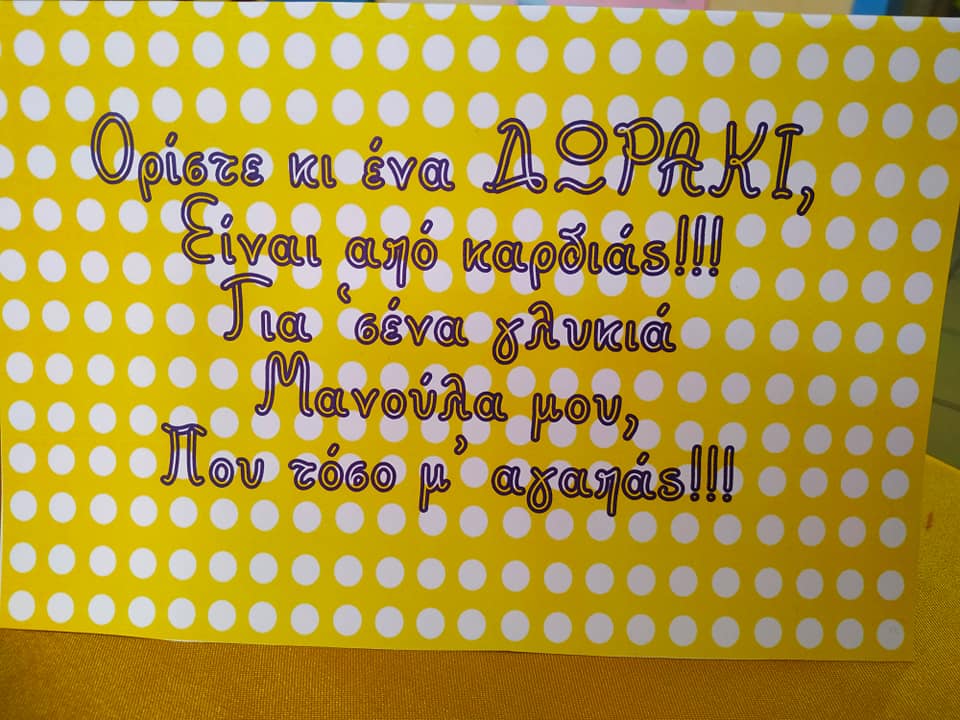 Ορίστε κι ένα ΔΩΡΑΚΙ,
Είναι από καρδιάς!!!
Για ‘σένα γλυκιά
Μανούλα μου,
Που τόσο μ’ αγαπάς!!!